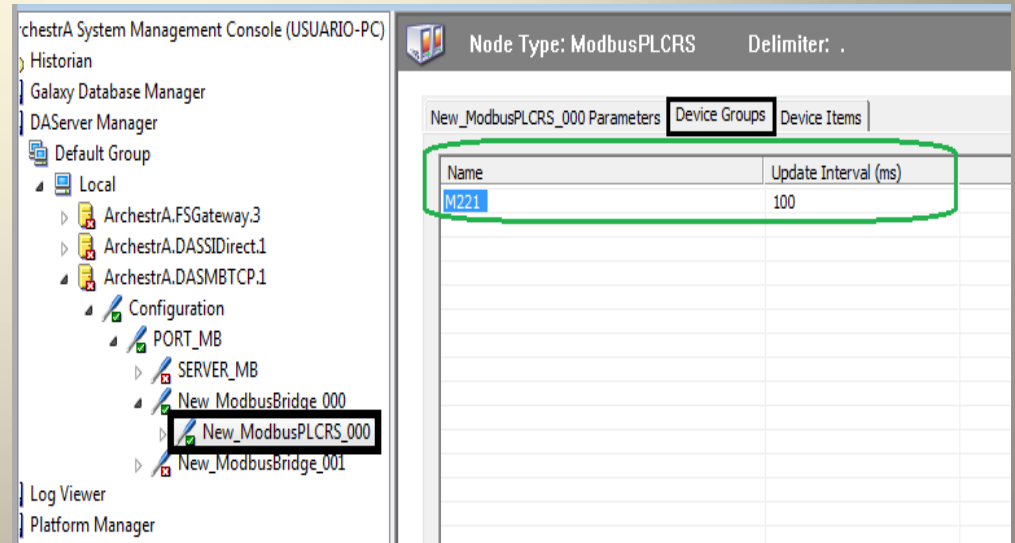 rchestrA System Management Console (USUARIO-PC)
Historian
Galaxy Database Manager
DAServer Manager
Default Group
Local
ArchestrA.FSGateway.3
ArchestrA.DASSIDirect.1
ArchestrA.DASMBTCP.1
Configuration
PORT_MB
SERVER_MB
New_ModbusBridge_000
New_ModbusPLCRS_000
New_ModbusBridge_001
Log Viewer
Platform Manager
Node Type: ModbusPLCRS Delimiter: .
New_ModbusPLCRS_000 Parameters Device Groups Device Items
Name Update Interval (ms)
M221 100